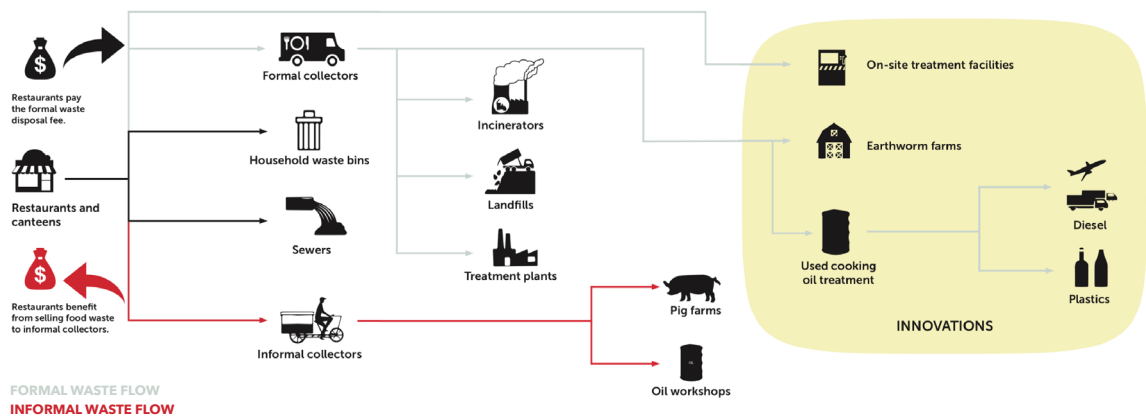 $
Restaurants pay
the formal waste
disposal fee.
Formal collectors
On-site treatment facilities
Incinerators
Household waste bins
Earthworm farms
Restaurants and
canteens
Landfills
Sewers
Diesel
Used cooking
oil treatment
Treatment plants
$
Restaurants benefit
from selling food waste
to informal collectors.
Plastics
Pig farms
INNOVATIONS
Informal collectors
OIL
Oil workshops
FORMAL WASTE FLOW
INFORMAL WASTE FLOW